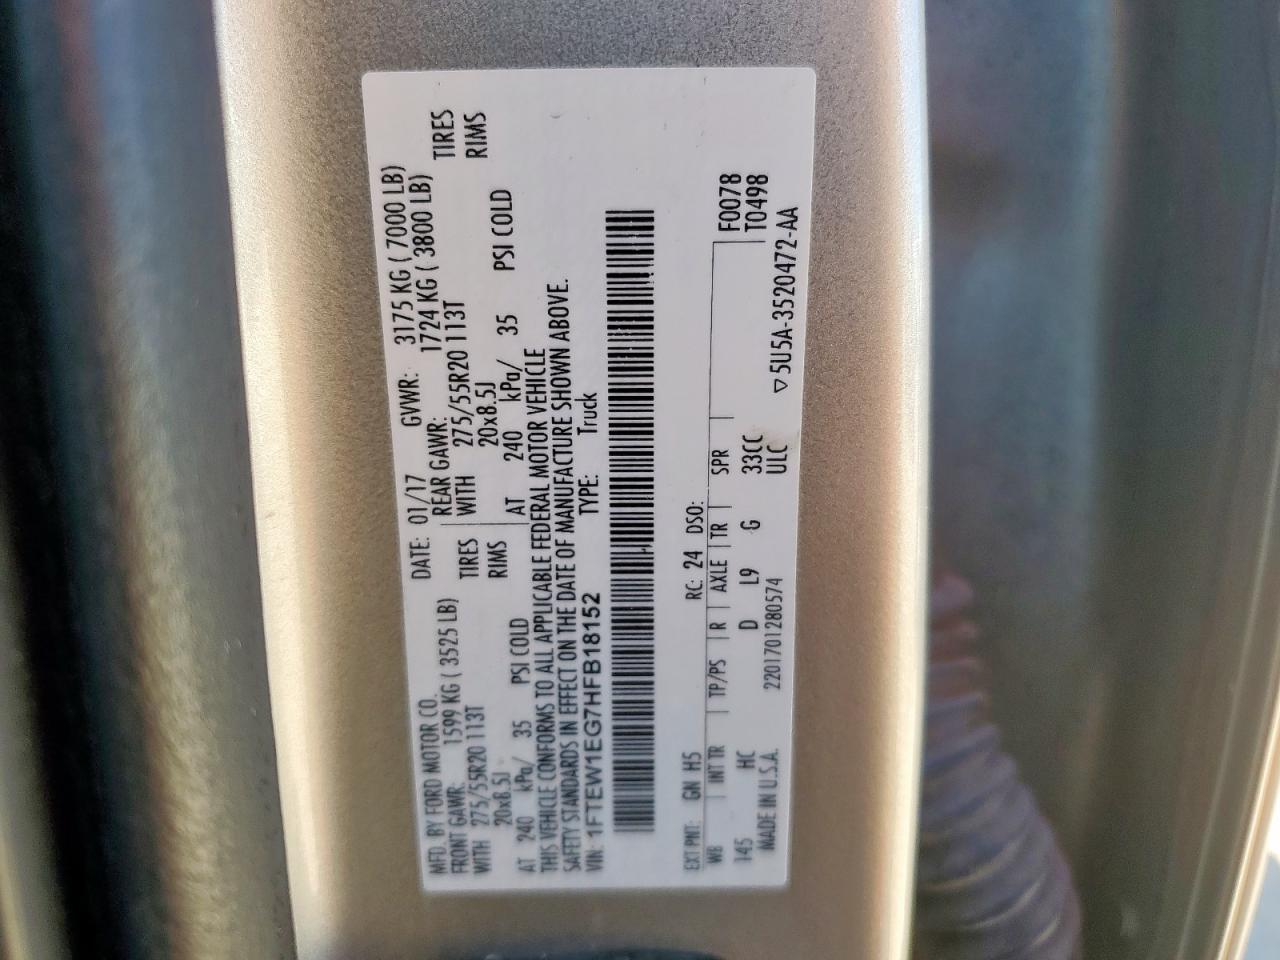 MFD. BY FORD MOTOR CO.
DATE: 01/17 GVWR: 3175 KG ( 7000 LB)
FRONT GAWR: 1599 KG ( 3525 LB) REAR GAWR: 1724 KG ( 3800 LB)
WITH 275/55R20 113T TIRES WITH 275/55R20 113T TIRES
20x8.5J RIMS 20x8.5J RIMS
AT 240 kPa/ 35 PSI COLD AT 240 kPa/ 35 PSI COLD
THIS VEHICLE CONFORMS TO ALL APPLICABLE FEDERAL MOTOR VEHICLE
SAFETY STANDARDS IN EFFECT ON THE DATE OF MANUFACTURE SHOWN ABOVE.
VIN: 1FTEW1EG7HFB18152 TYPE: Truck
EXT PNT: GN H5 RC: 24 DSO: F0078
WB INT TR TP/PS R AXLE TR SPR T0498
145 HC D L9 G 33CC
MADE IN U.S.A. 2201701280574 ULC ▽5U5A-3520472-AA